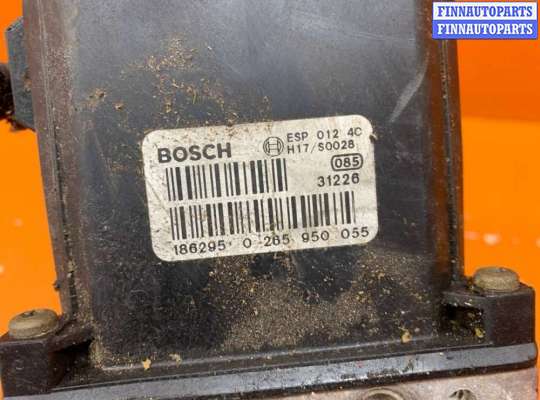 FINNAUTOPARTS
FINNAUTOPARTS
BOSCH
ESP 012 4C
H17/S0028
085
31226
186295 0 265 950 055